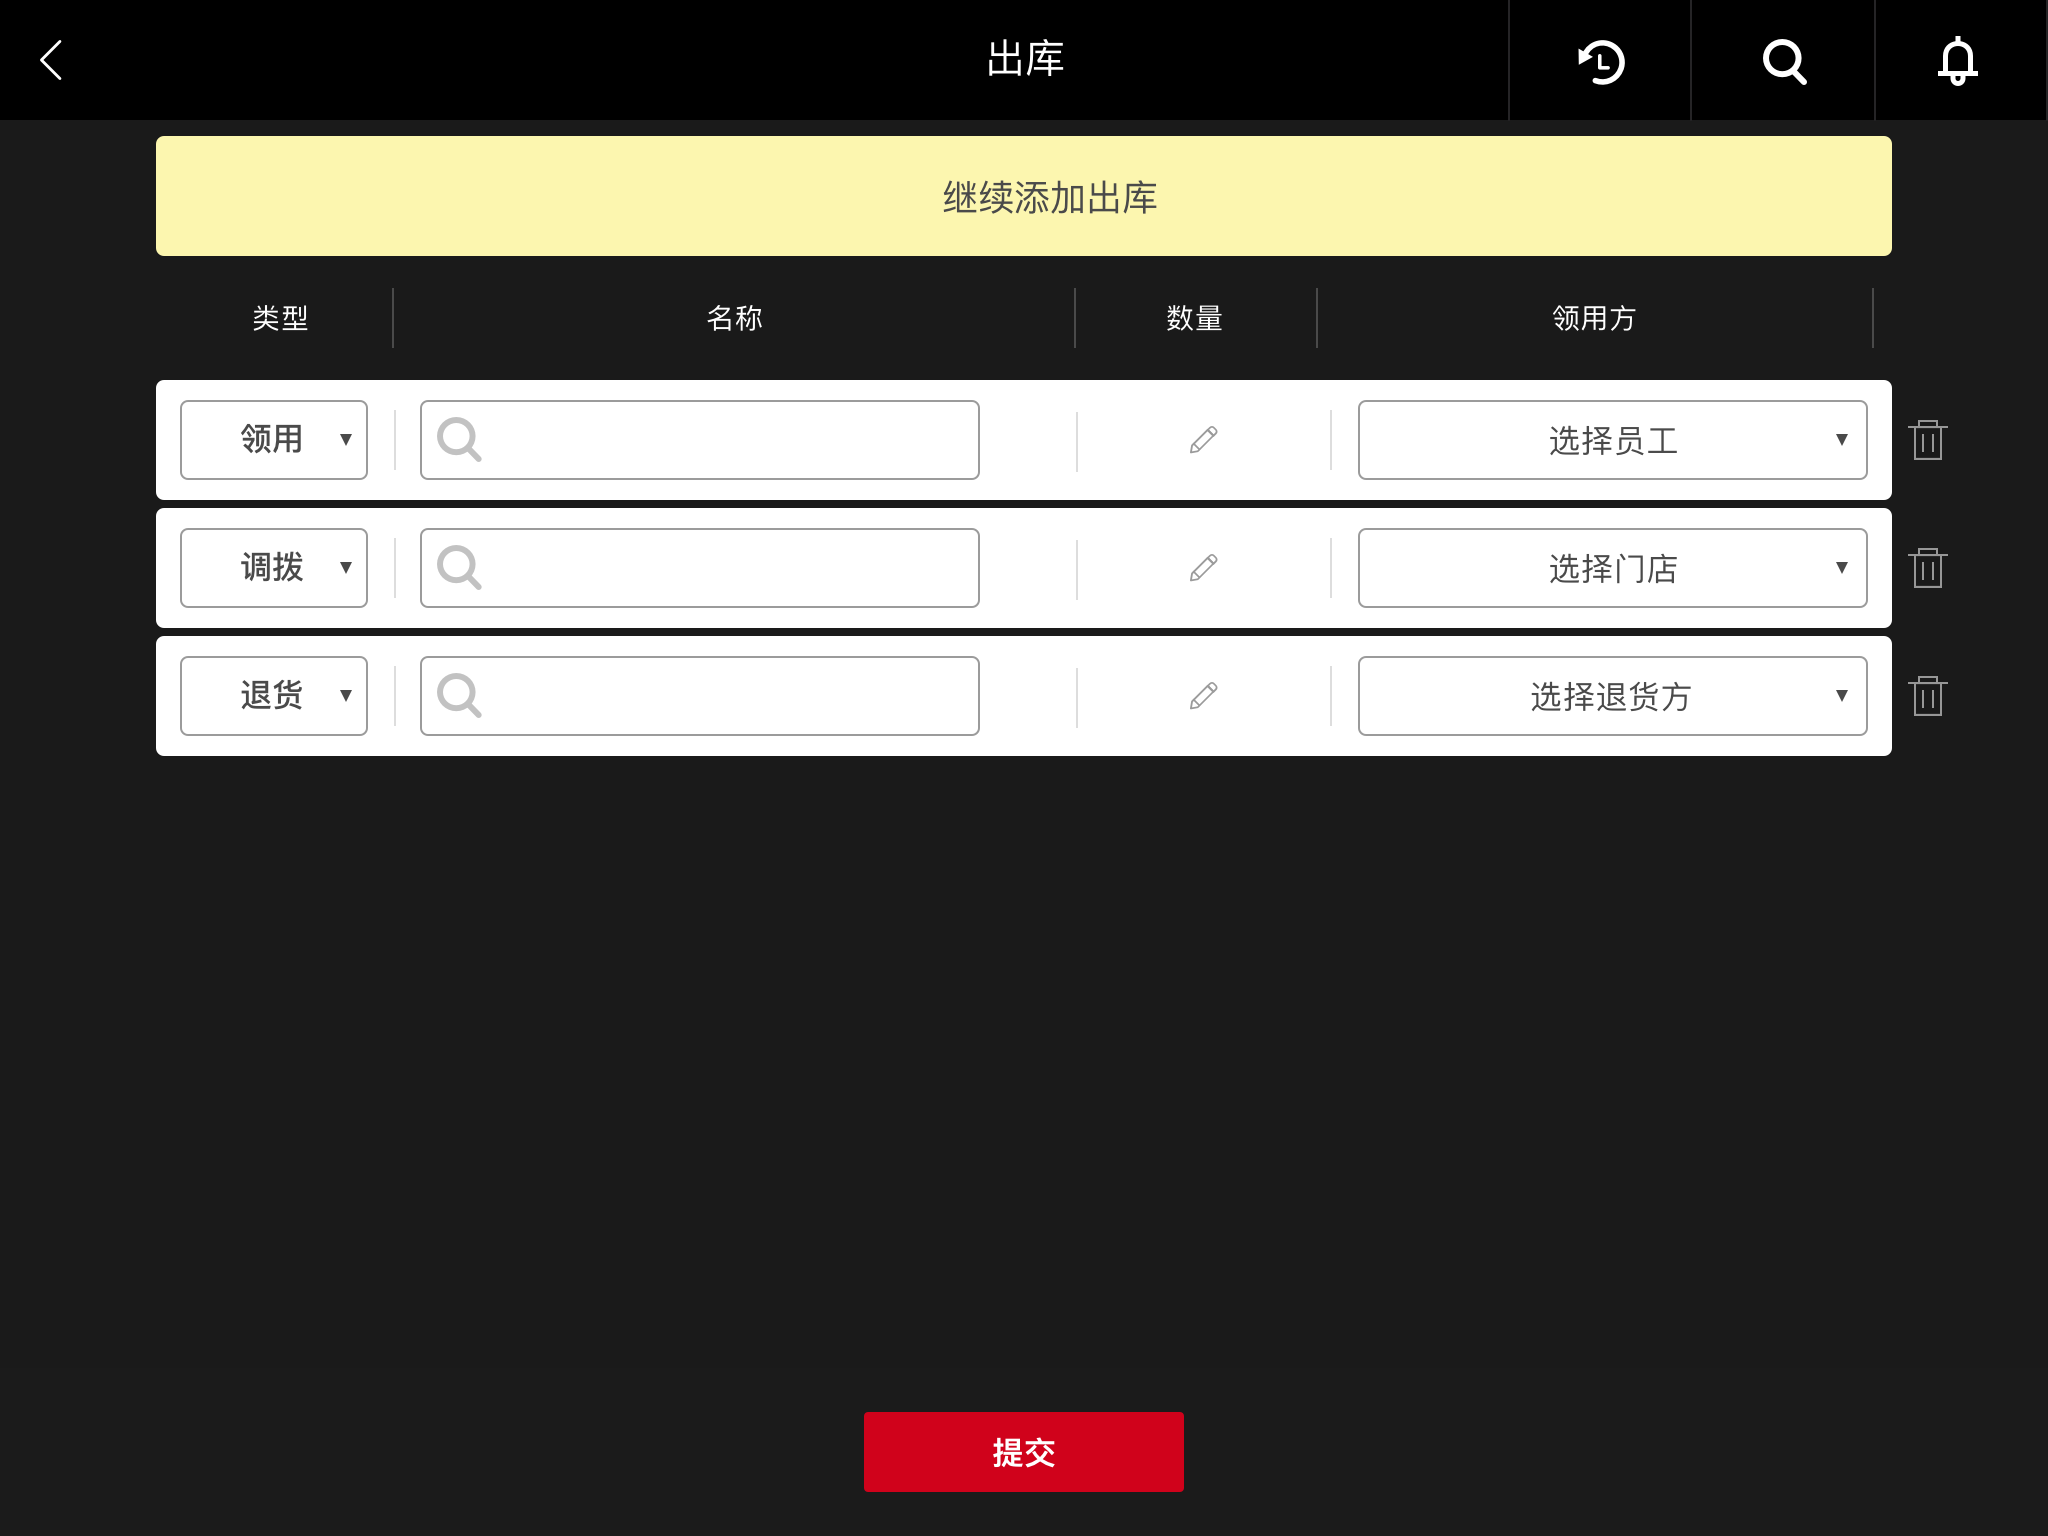 出库
继续添加出库
类型 名称 数量 领用方
领用 选择员工
调拨 选择门店
退货 选择退货方
提交